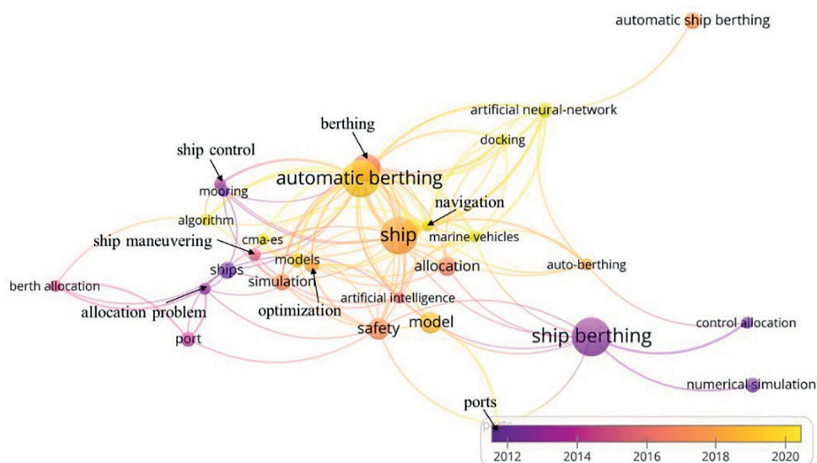 automatic ship berthing
artificial neural-network
berthing
docking
ship control
automatic berthing
mooring
navigation
algorithm
ship
marine vehicles
ship maneuvering
cma-es
models
allocation
auto-berthing
ships
simulation
berth allocation
artificial intelligence
allocation problem
optimization
safety
model
control allocation
port
ship berthing
numerical simulation
ports
ports
2012 2014 2016 2018 2020